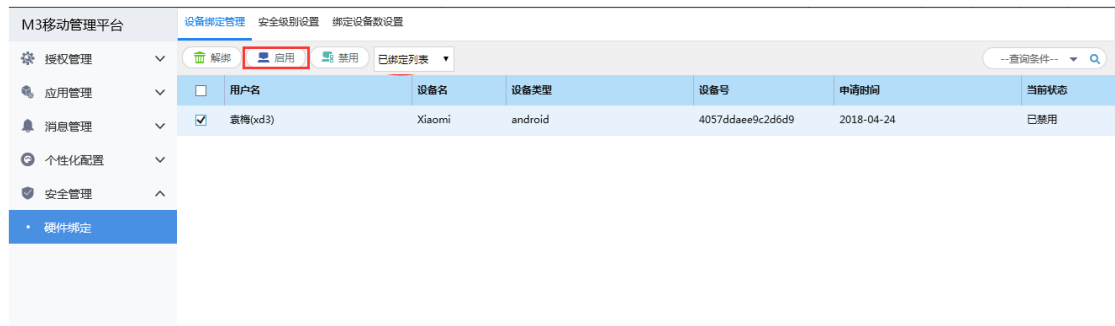 M3移动管理平台
设备绑定管理 安全级别设置 绑定设备数设置
授权管理
解绑 启用 禁用 已绑定列表 --查询条件--
应用管理
用户名 设备名 设备类型 设备号 申请时间 当前状态
消息管理
袁梅(xd3) Xiaomi android 4057ddaee9c2d6d9 2018-04-24 已禁用
个性化配置
安全管理
硬件绑定